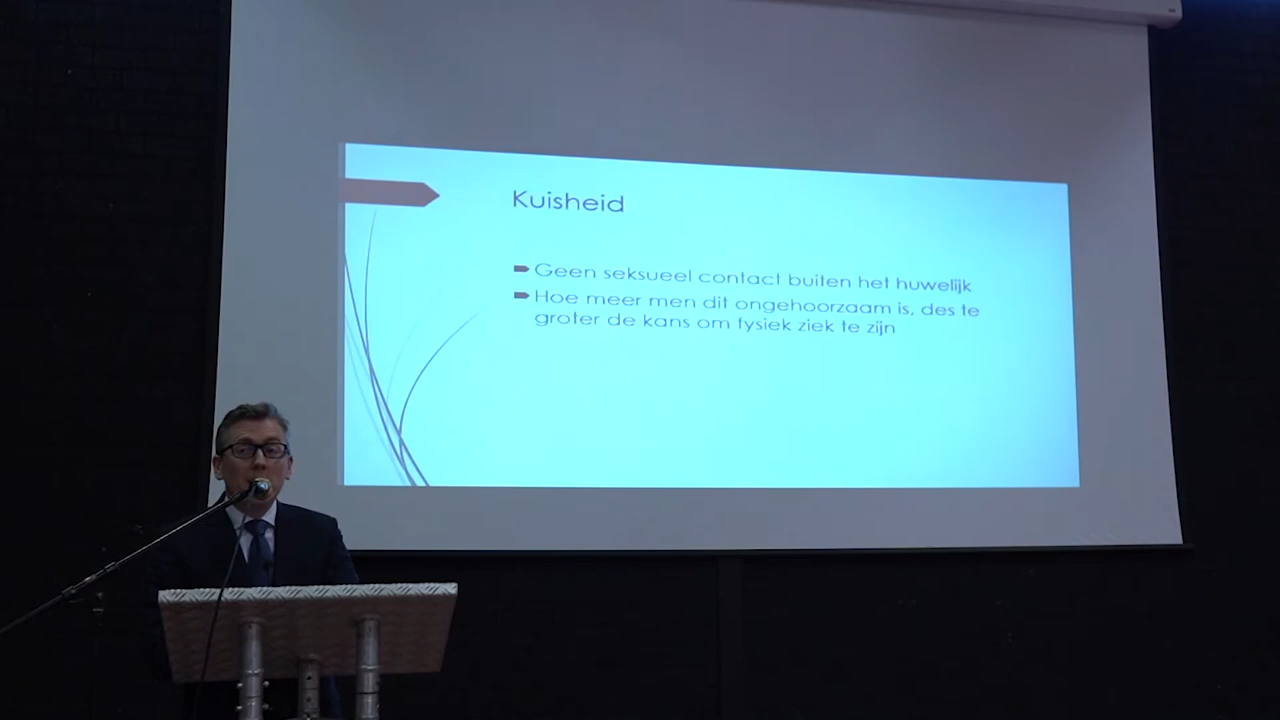 Kuisheid
Geen seksueel contact buiten het huwelijk
Hoe meer men dit ongehoorzaam is, des te
groter de kans om fysiek ziek te zijn